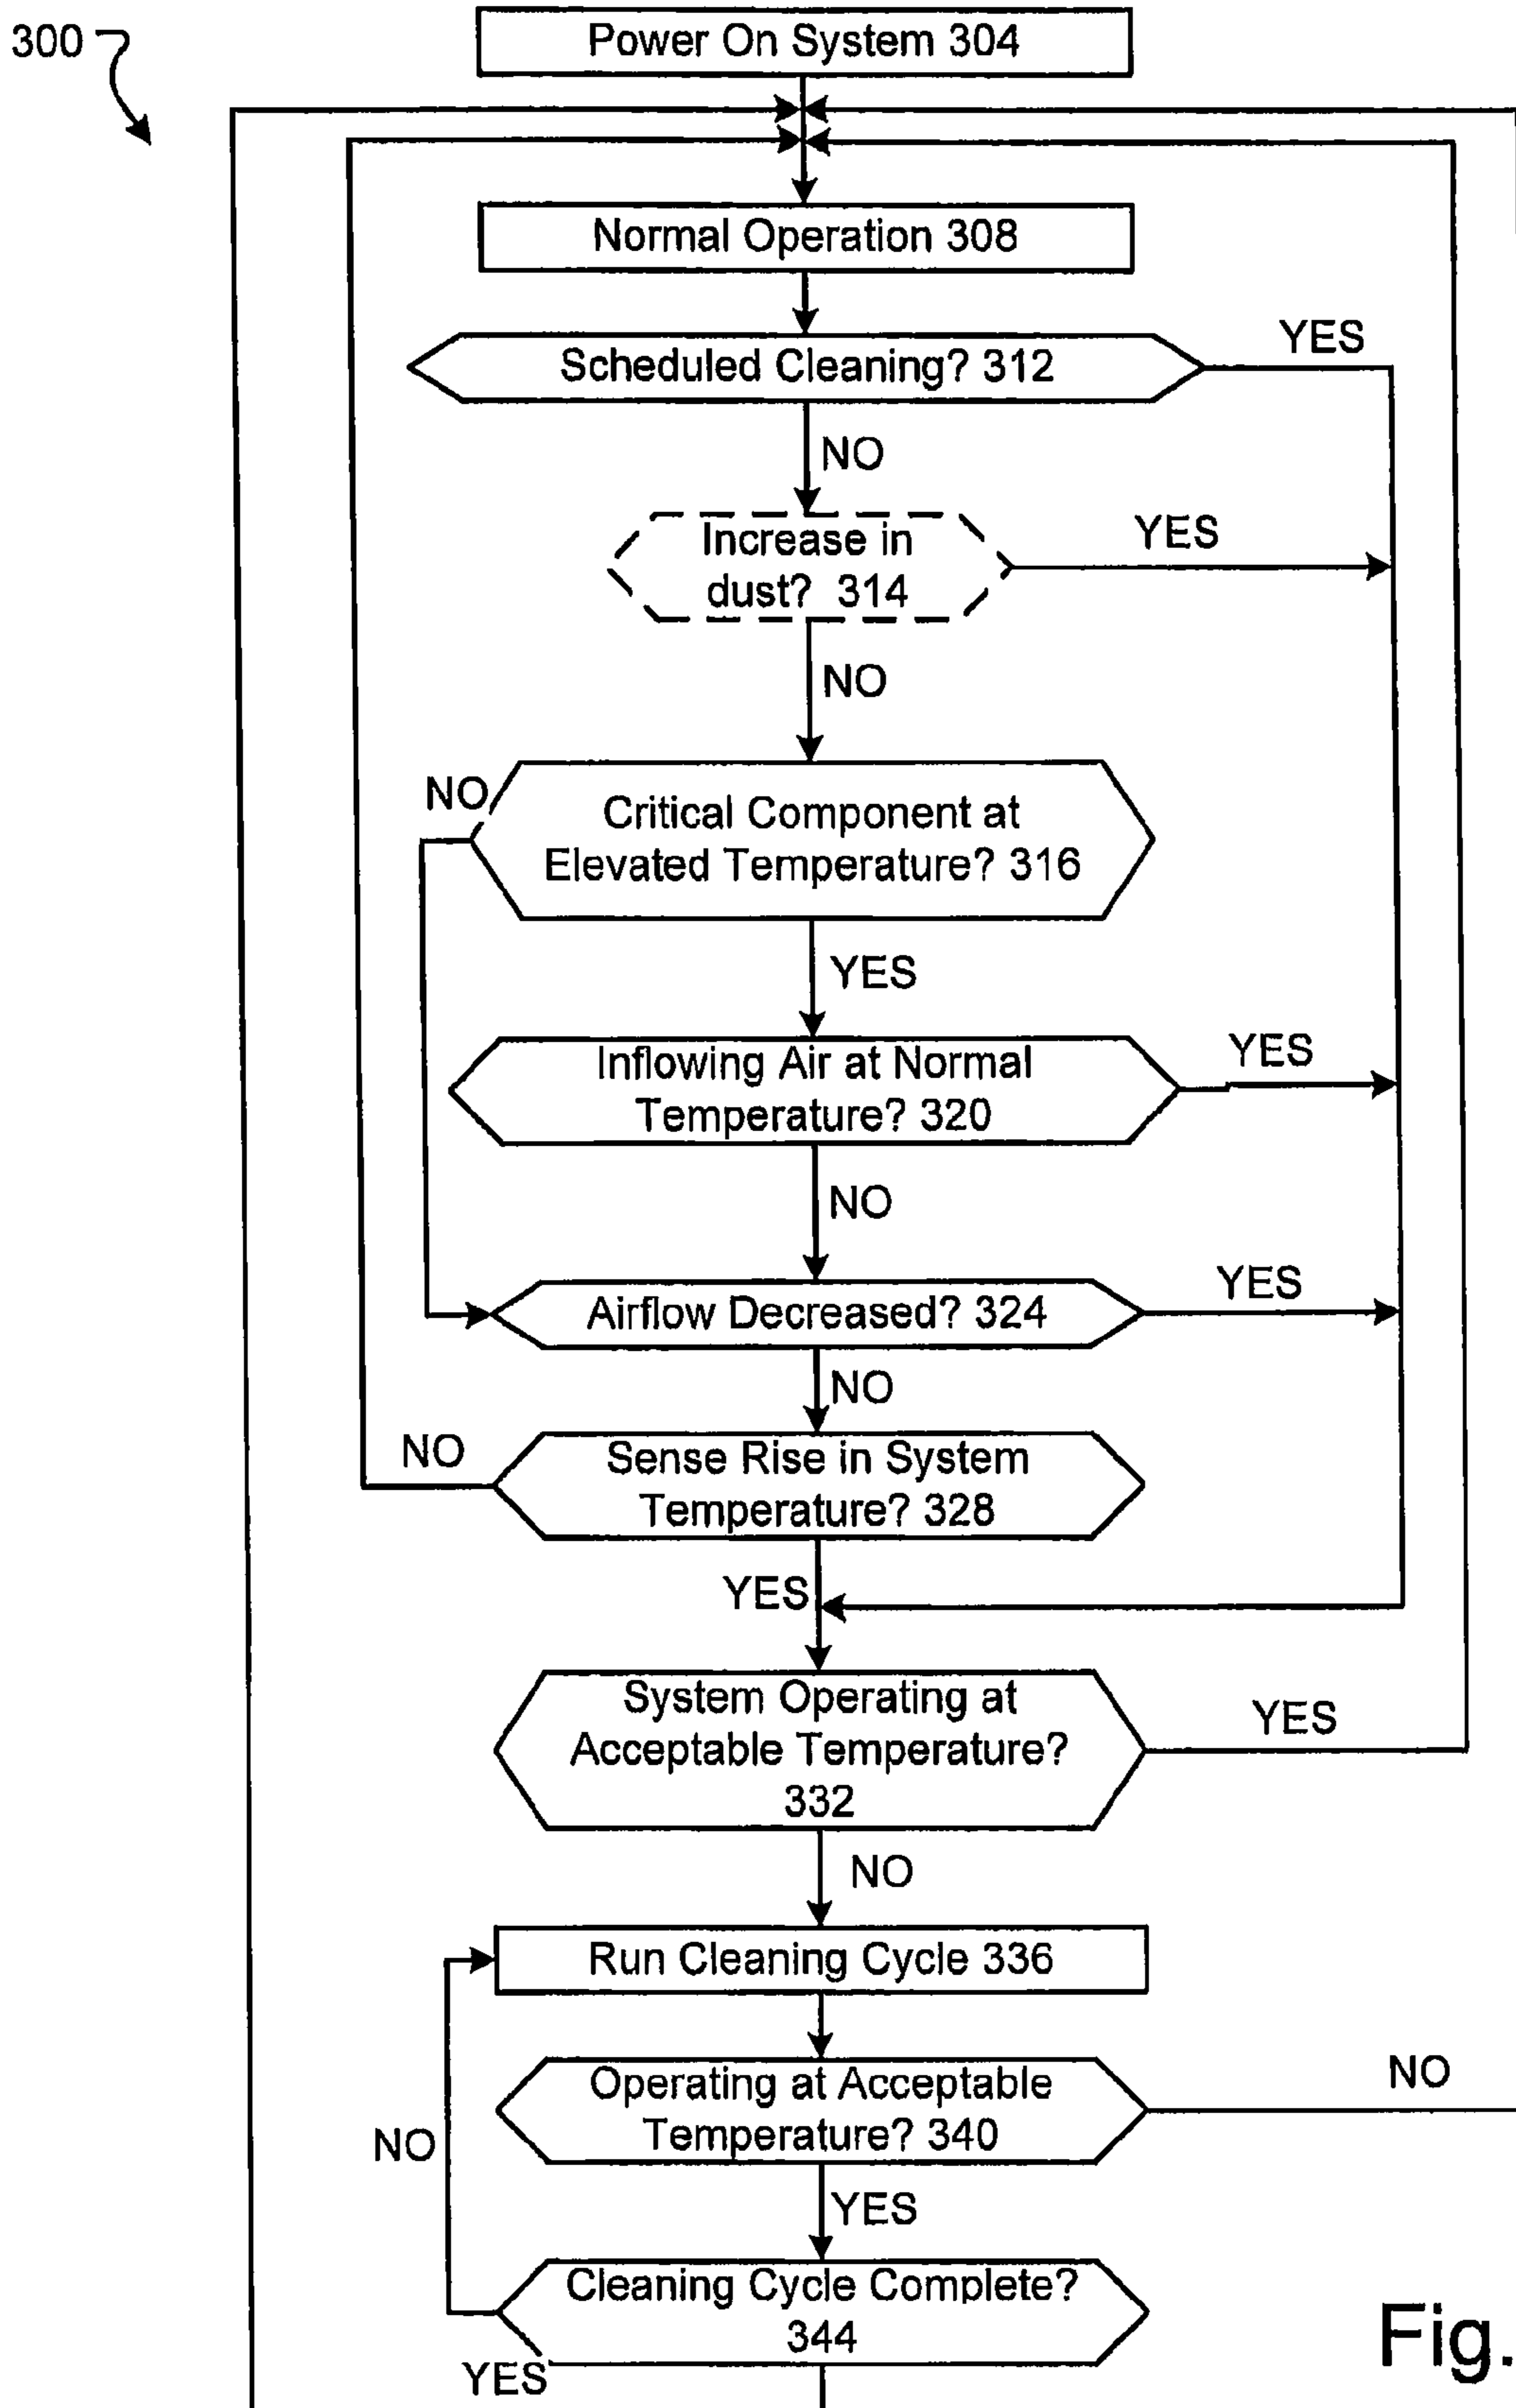 300
Power On System 304
Normal Operation 308
Scheduled Cleaning? 312
YES
NO
Increase in
dust? 314
YES
NO
NO
Critical Component at
Elevated Temperature? 316
YES
Inflowing Air at Normal
Temperature? 320
YES
NO
Airflow Decreased? 324
YES
NO
NO
Sense Rise in System
Temperature? 328
YES
System Operating at
Acceptable Temperature?
332
YES
NO
Run Cleaning Cycle 336
Operating at Acceptable
Temperature? 340
NO
NO
YES
Cleaning Cycle Complete?
344
YES
Fig.